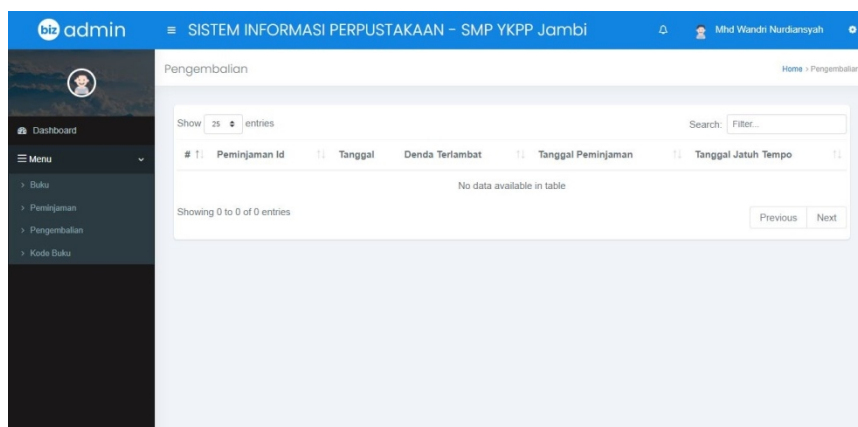 biz admin
≡ SISTEM INFORMASI PERPUSTAKAAN - SMP YKPP Jambi
Mhd Wandri Nurdiansyah
Pengembalian
Home > Pengembalian
Dashboard
Menu
> Buku
> Peminjaman
> Pengembalian
> Kode Buku
Show 25 entries
Search: Filter...
# Peminjaman Id Tanggal Denda Terlambat Tanggal Peminjaman Tanggal Jatuh Tempo
No data available in table
Showing 0 to 0 of 0 entries
Previous Next